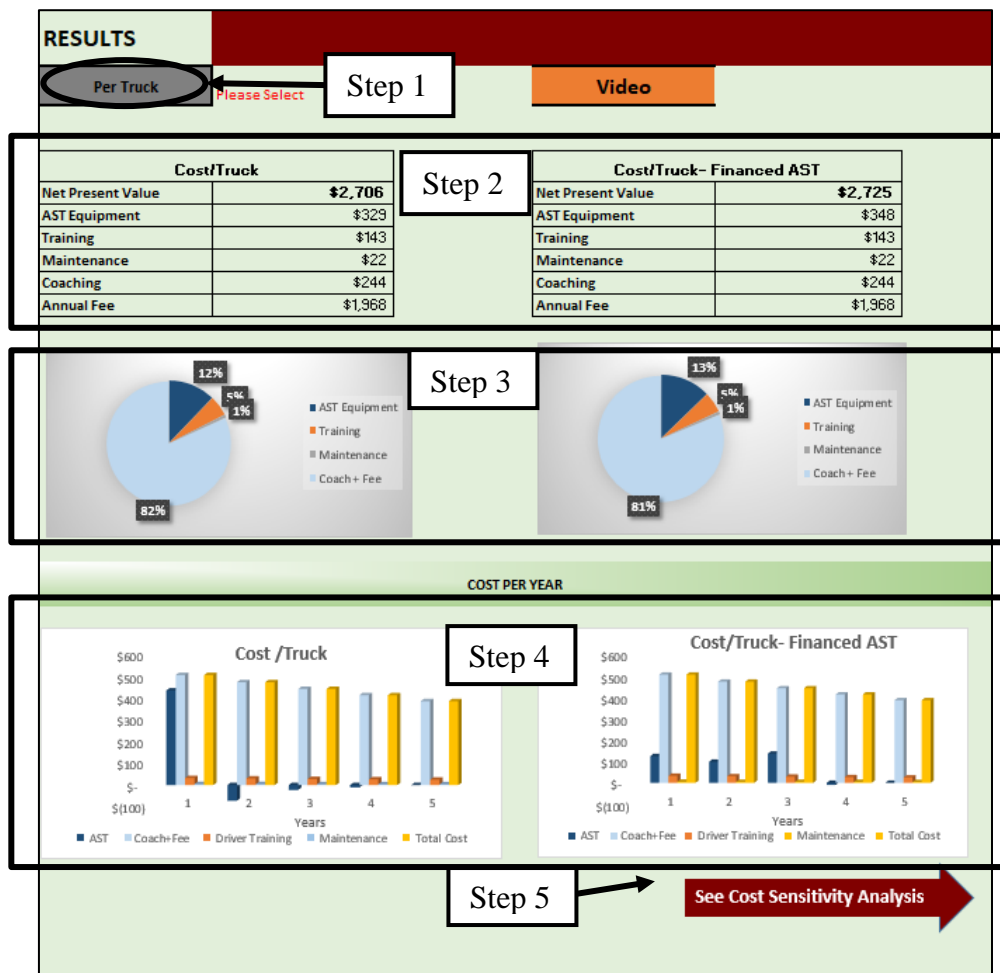 RESULTS
Per Truck
Please Select
Step 1
Video
Step 2
Cost/Truck
Net Present Value $2,706
AST Equipment $329
Training $143
Maintenance $22
Coaching $244
Annual Fee $1,968
Cost/Truck- Financed AST
Net Present Value $2,725
AST Equipment $348
Training $143
Maintenance $22
Coaching $244
Annual Fee $1,968
Step 3
12%
5%
1%
82%
AST Equipment
Training
Maintenance
Coach + Fee
13%
5%
1%
81%
AST Equipment
Training
Maintenance
Coach + Fee
COST PER YEAR
Step 4
Cost /Truck
$600
$500
$400
$300
$200
$100
$-
$(100)
1 2 3 4 5
Years
AST Coach+Fee Driver Training Maintenance Total Cost
Cost/Truck- Financed AST
$600
$500
$400
$300
$200
$100
$-
$(100)
1 2 3 4 5
Years
AST Coach+Fee Driver Training Maintenance Total Cost
Step 5
See Cost Sensitivity Analysis